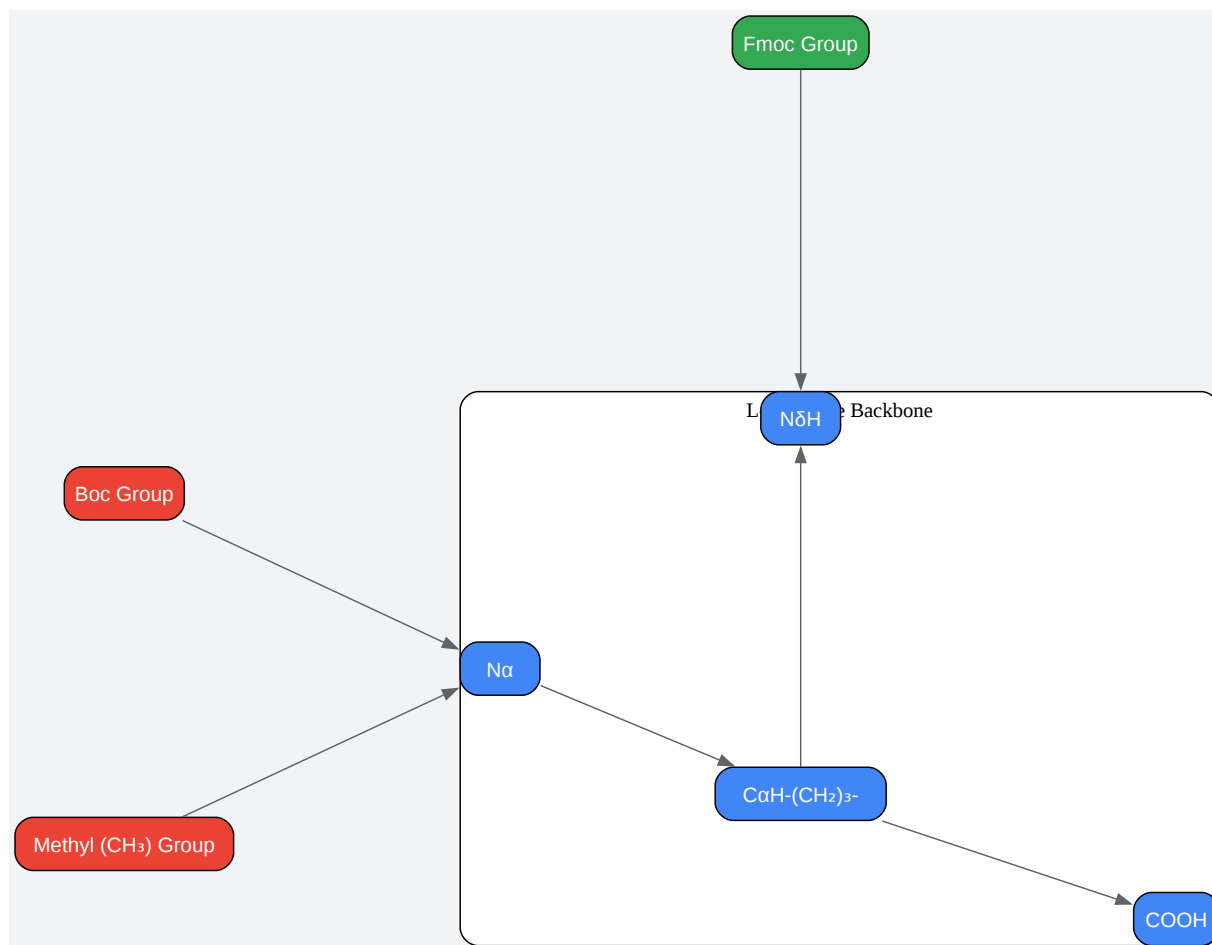 Fmoc Group
L
e Backbone
NδH
Boc Group
Nα
CαH-(CH₂)₃-
Methyl (CH₃) Group
COOH